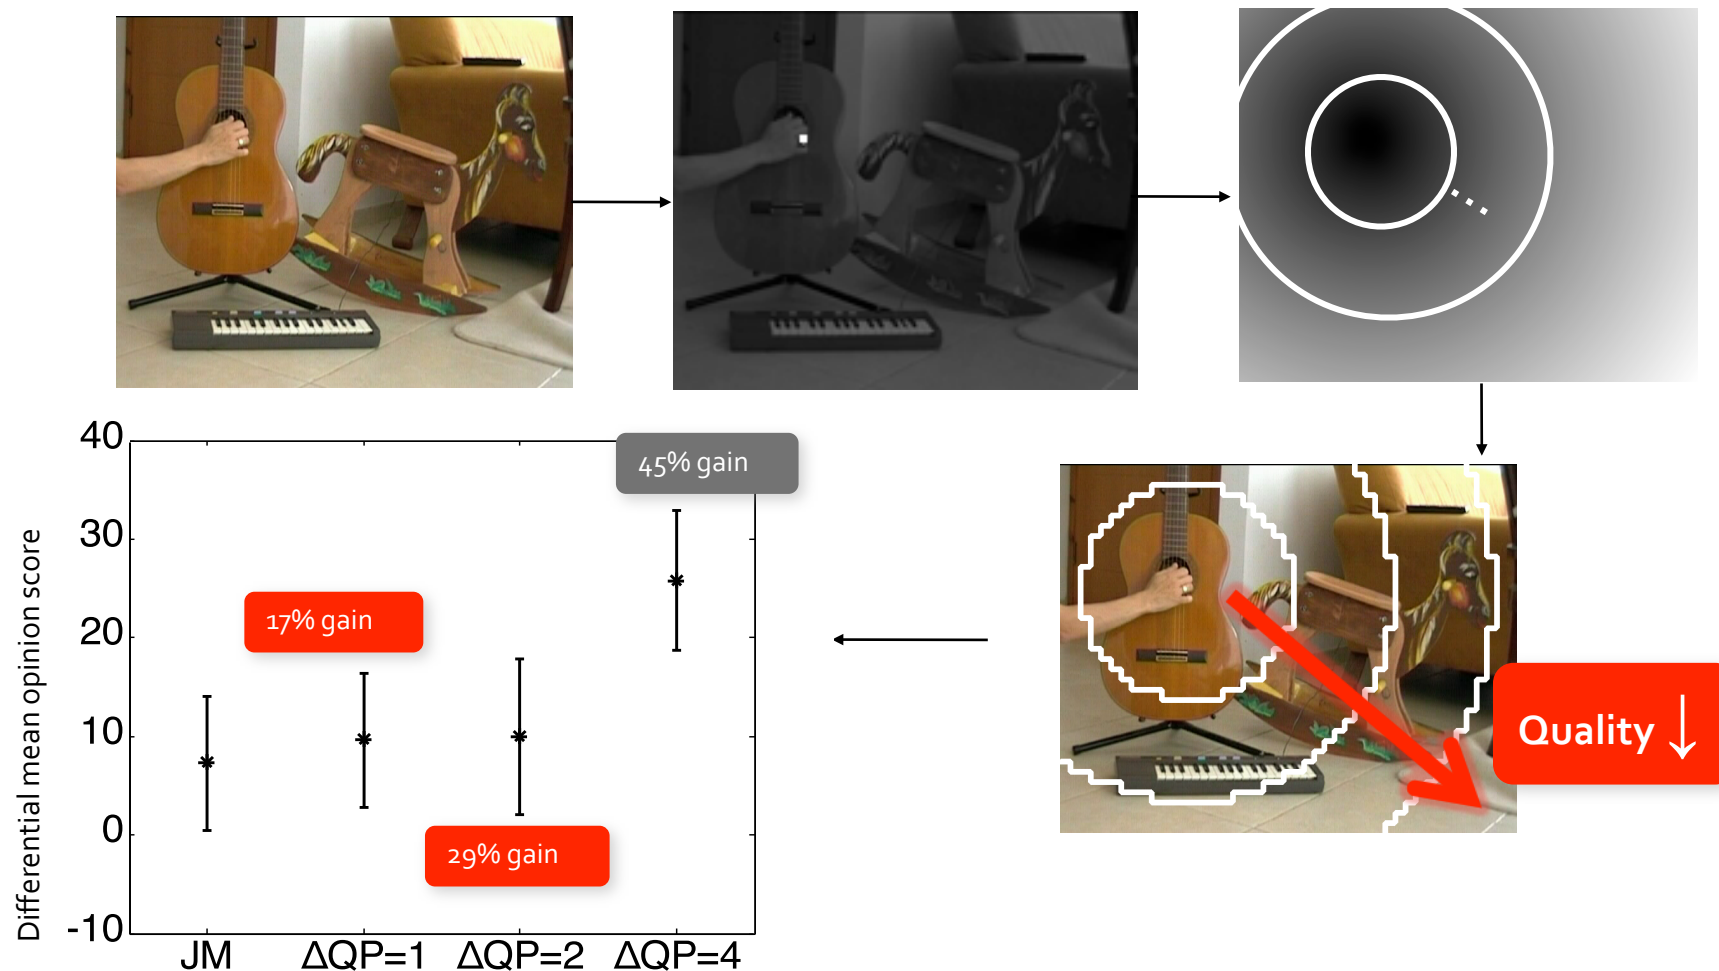 40
45% gain
30
17% gain
20
10
0
29% gain
-10
Differential mean opinion score
JM
ΔQP=1
ΔQP=2
ΔQP=4
Quality ↓